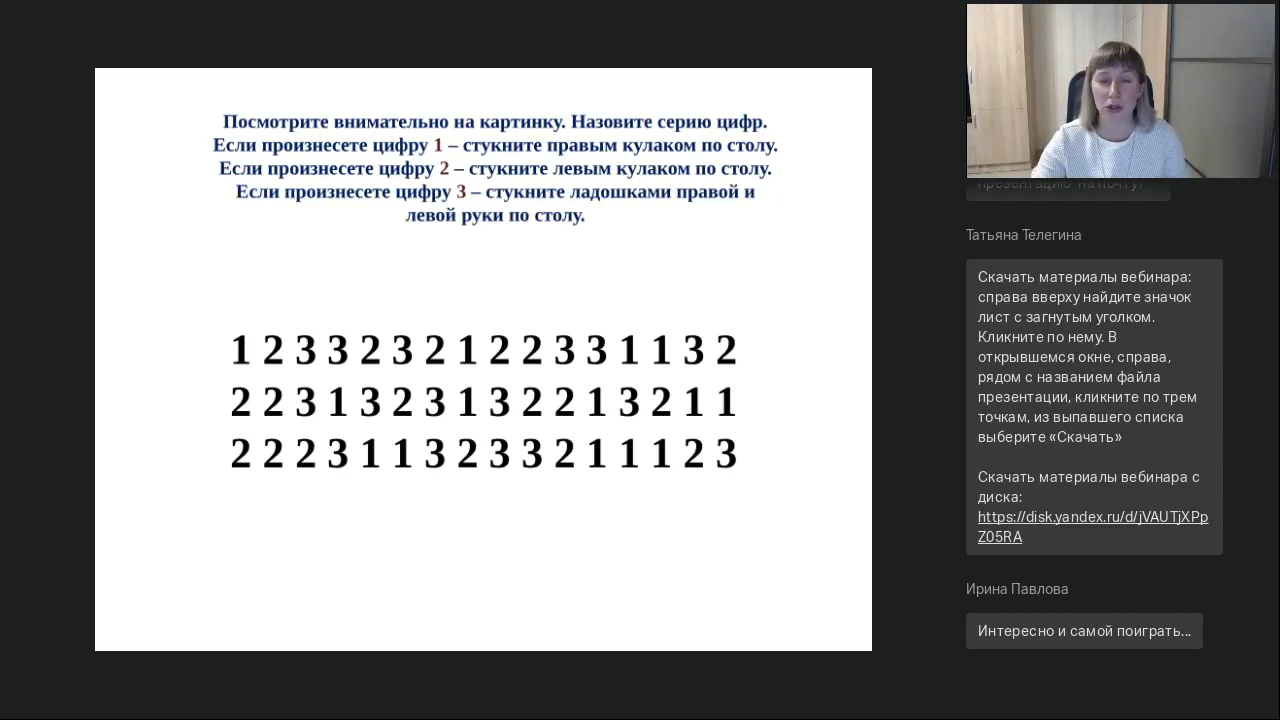 Посмотрите внимательно на картинку. Назовите серию цифр.
Если произнесете цифру 1 – стукните правым кулаком по столу.
Если произнесете цифру 2 – стукните левым кулаком по столу.
Если произнесете цифру 3 – стукните ладошками правой и
левой руки по столу.
1 2 3 3 2 3 2 1 2 2 3 3 1 1 3 2
2 2 3 1 3 2 3 1 3 2 2 1 3 2 1 1
2 2 2 3 1 1 3 2 3 3 2 1 1 1 2 3
презентацию на почту?
Татьяна Телегина
Скачать материалы вебинара:
справа вверху найдите значок
лист с загнутым уголком.
Кликните по нему. В
открывшемся окне, справа,
рядом с названием файла
презентации, кликните по трем
точкам, из выпавшего списка
выберите «Скачать»
Скачать материалы вебинара с
диска:
https://disk.yandex.ru/d/jVAUTjXPp
Z05RA
Ирина Павлова
Интересно и самой поиграть...